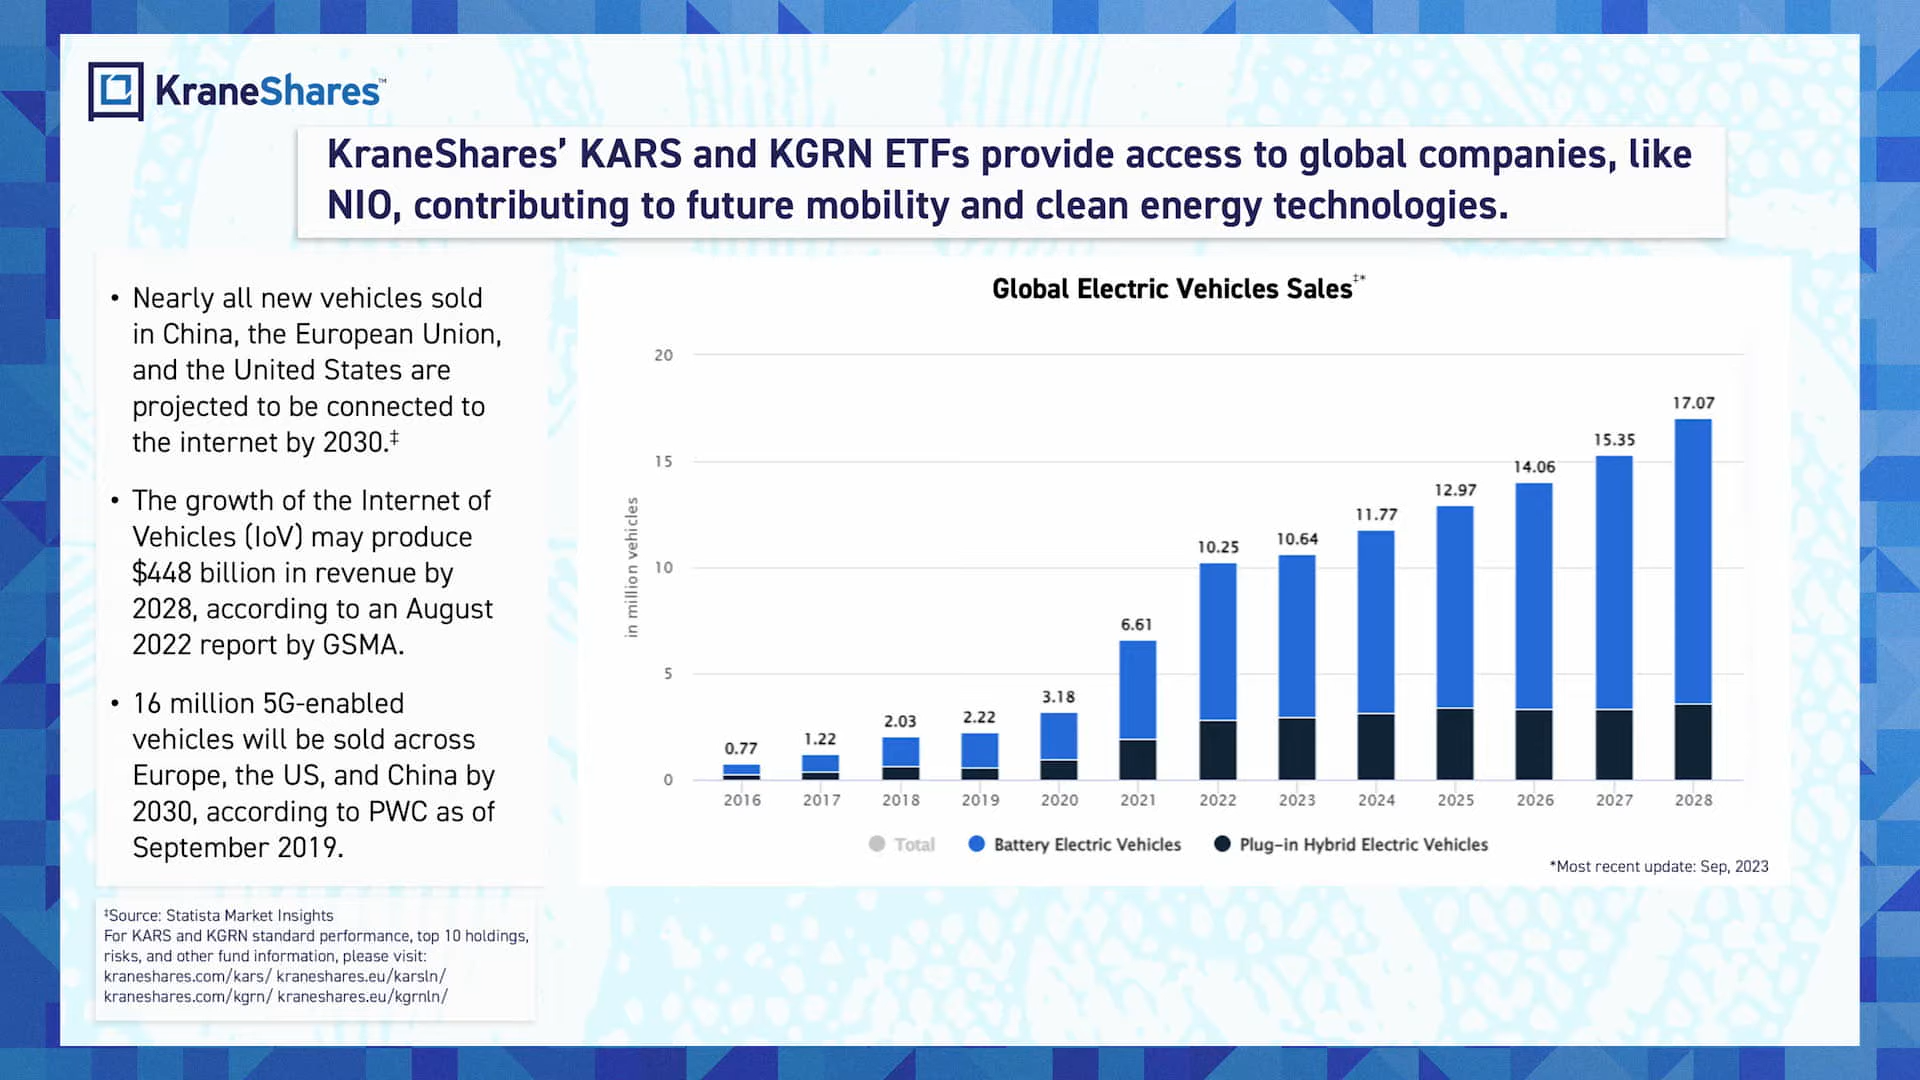 KraneShares™
KraneShares’ KARS and KGRN ETFs provide access to global companies, like
NIO, contributing to future mobility and clean energy technologies.
• Nearly all new vehicles sold
in China, the European Union,
and the United States are
projected to be connected to
the internet by 2030.‡
• The growth of the Internet of
Vehicles (IoV) may produce
$448 billion in revenue by
2028, according to an August
2022 report by GSMA.
• 16 million 5G-enabled
vehicles will be sold across
Europe, the US, and China by
2030, according to PWC as of
September 2019.
‡Source: Statista Market Insights
For KARS and KGRN standard performance, top 10 holdings,
risks, and other fund information, please visit:
kraneshares.com/kars/ kraneshares.eu/karsln/
kraneshares.com/kgrn/ kraneshares.eu/kgrnln/
Global Electric Vehicles Sales‡*
in million vehicles
20
15
10
5
0
0.77
1.22
2.03
2.22
3.18
6.61
10.25
10.64
11.77
12.97
14.06
15.35
17.07
2016 2017 2018 2019 2020 2021 2022 2023 2024 2025 2026 2027 2028
Total Battery Electric Vehicles Plug-in Hybrid Electric Vehicles
*Most recent update: Sep, 2023